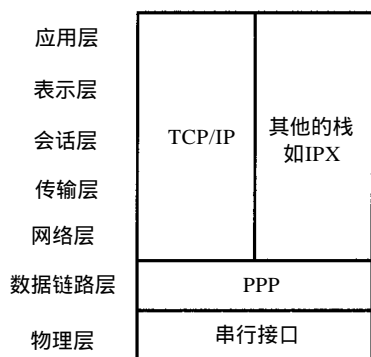 应用层
表示层
会话层
传输层
网络层
数据链路层
物理层
TCP/IP
其他的栈
如IPX
PPP
串行接口